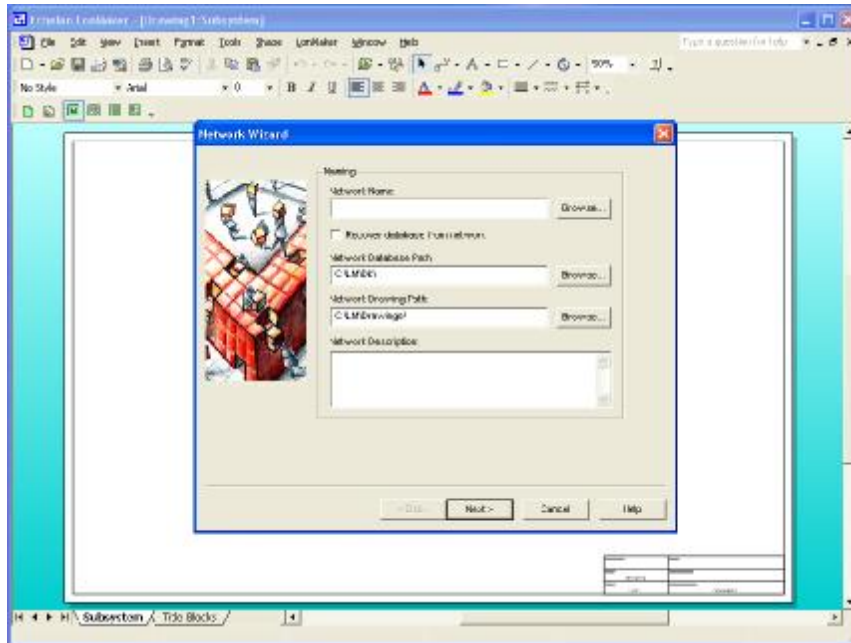 Echelon LonMaker - [Drawing1:Subsystem]
File Edit View Insert Format Tools Shape LonMaker Window Help
Type a question for help
No Style Arial 0 B I U 50%
Network Wizard
Naming
Network Name:
Browse...
Recover database from network
Network Database Path:
C:\LM\Db\
Browse...
Network Drawing Path:
C:\LM\Drawings\
Browse...
Network Description:
Next > Cancel Help
Subsystem Title Blocks